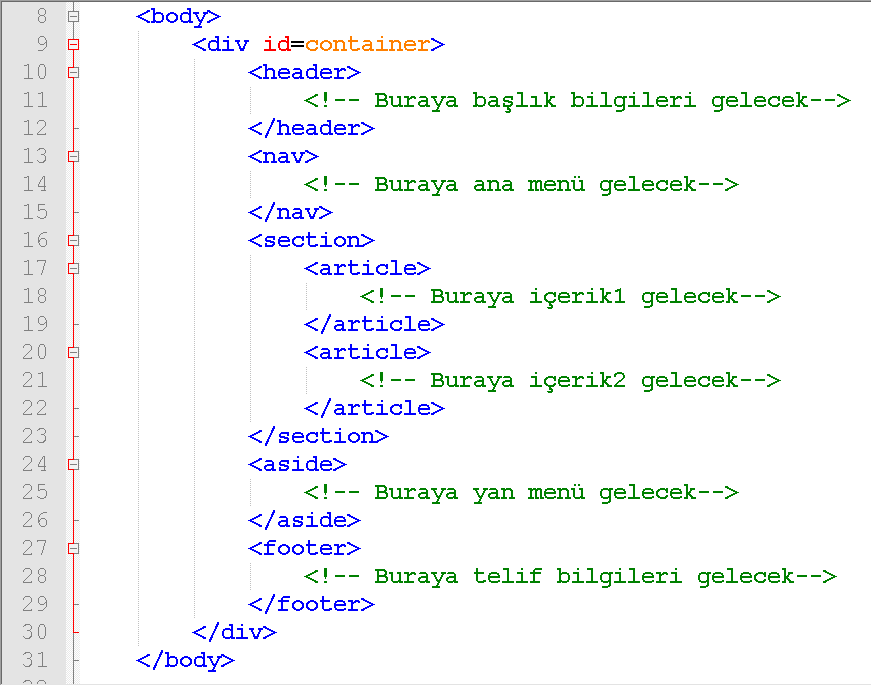 8 <body>
9 <div id=container>
10 <header>
11 <!-- Buraya başlık bilgileri gelecek-->
12 </header>
13 <nav>
14 <!-- Buraya ana menü gelecek-->
15 </nav>
16 <section>
17 <article>
18 <!-- Buraya içerik1 gelecek-->
19 </article>
20 <article>
21 <!-- Buraya içerik2 gelecek-->
22 </article>
23 </section>
24 <aside>
25 <!-- Buraya yan menü gelecek-->
26 </aside>
27 <footer>
28 <!-- Buraya telif bilgileri gelecek-->
29 </footer>
30 </div>
31 </body>